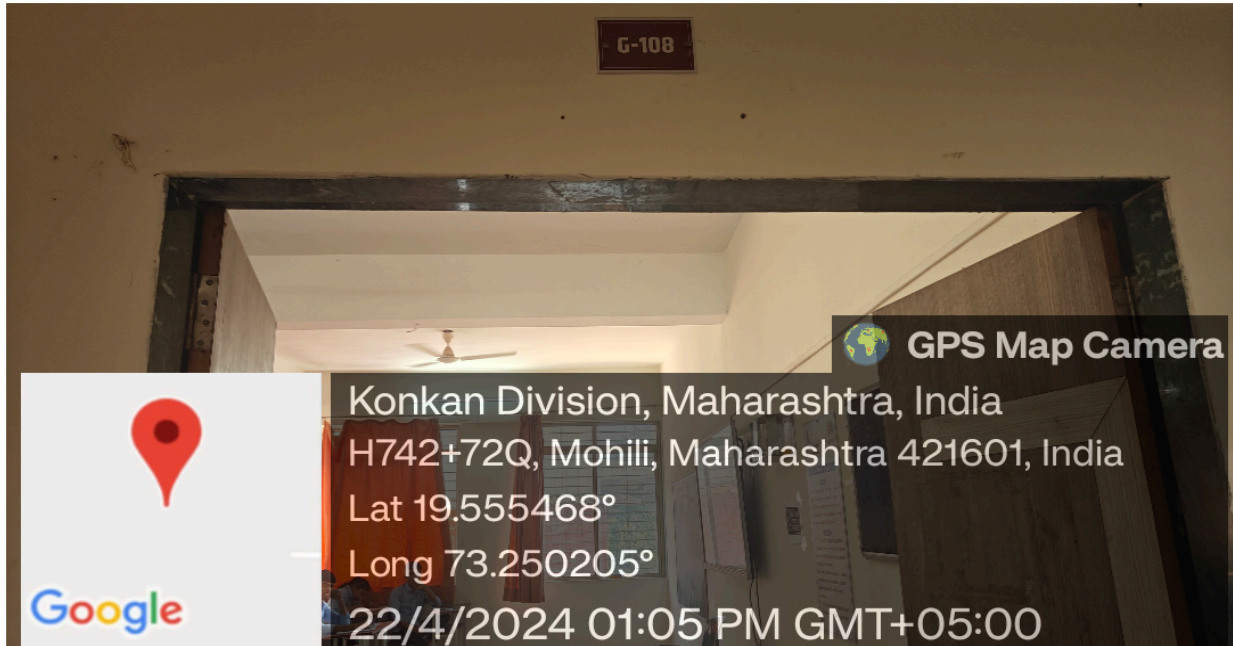 G-108
GPS Map Camera
Konkan Division, Maharashtra, India
H742+72Q, Mohili, Maharashtra 421601, India
Lat 19.555468°
Long 73.250205°
22/4/2024 01:05 PM GMT+05:00
Google